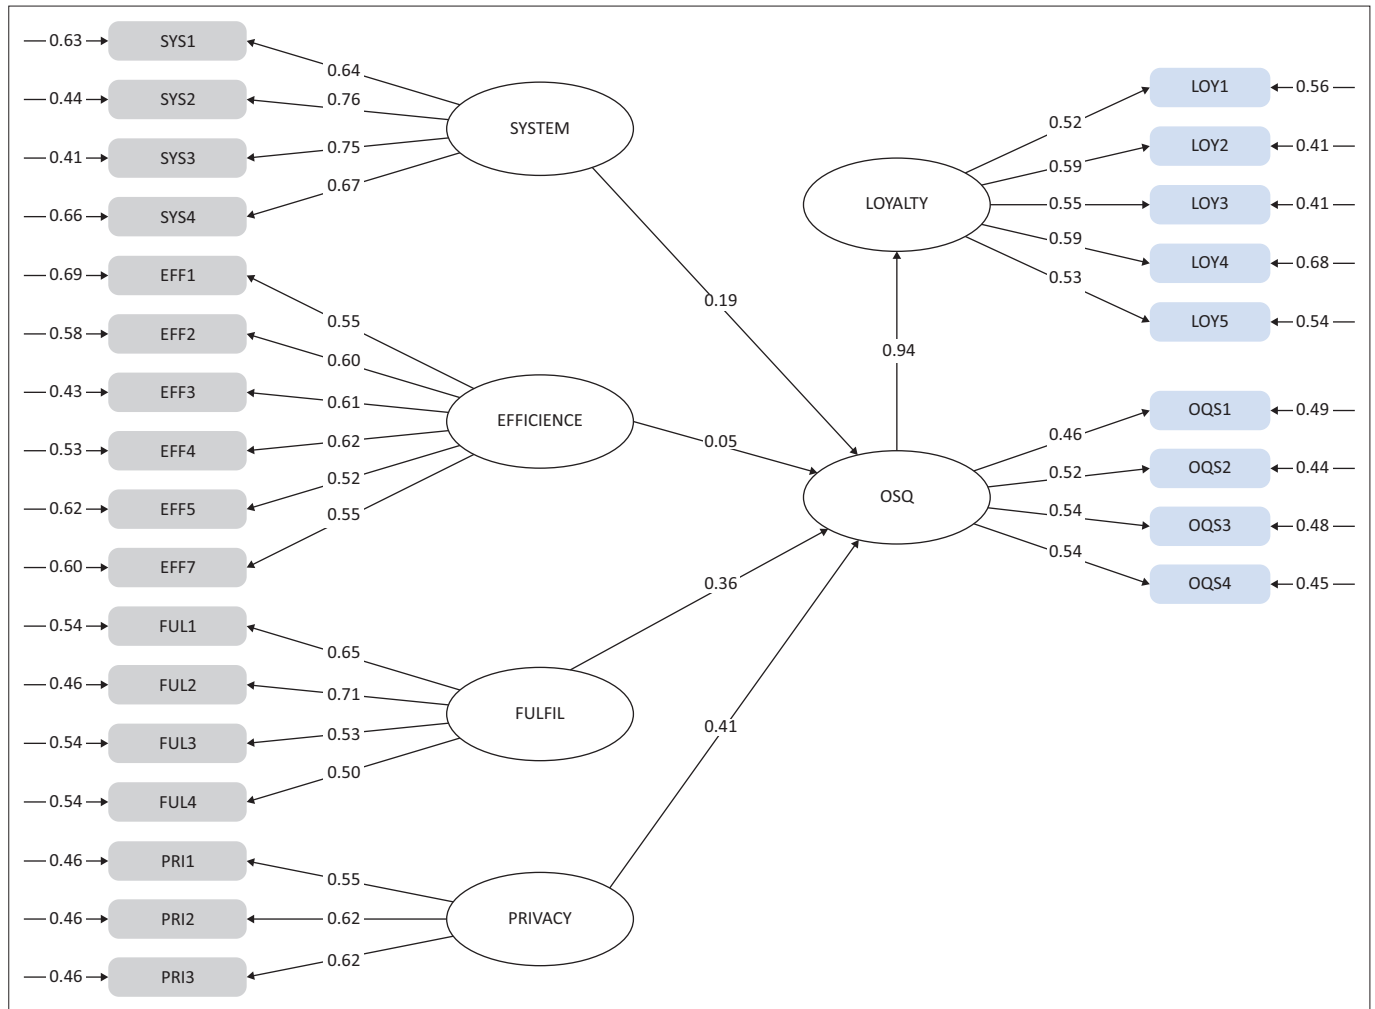 0.63 SYS1
0.44 SYS2
0.41 SYS3
0.66 SYS4
0.69 EFF1
0.58 EFF2
0.43 EFF3
0.53 EFF4
0.62 EFF5
0.60 EFF7
0.54 FUL1
0.46 FUL2
0.54 FUL3
0.54 FUL4
0.46 PRI1
0.46 PRI2
0.46 PRI3
0.64
0.76
0.75
0.67
0.55
0.60
0.61
0.62
0.52
0.55
0.65
0.71
0.53
0.50
0.55
0.62
0.62
SYSTEM
EFFICIENCE
FULFIL
PRIVACY
0.19
0.05
0.36
0.41
LOYALTY
0.94
OSQ
0.52
0.59
0.55
0.59
0.53
0.46
0.52
0.54
0.54
LOY1 0.56
LOY2 0.41
LOY3 0.41
LOY4 0.68
LOY5 0.54
OQS1 0.49
OQS2 0.44
OQS3 0.48
OQS4 0.45